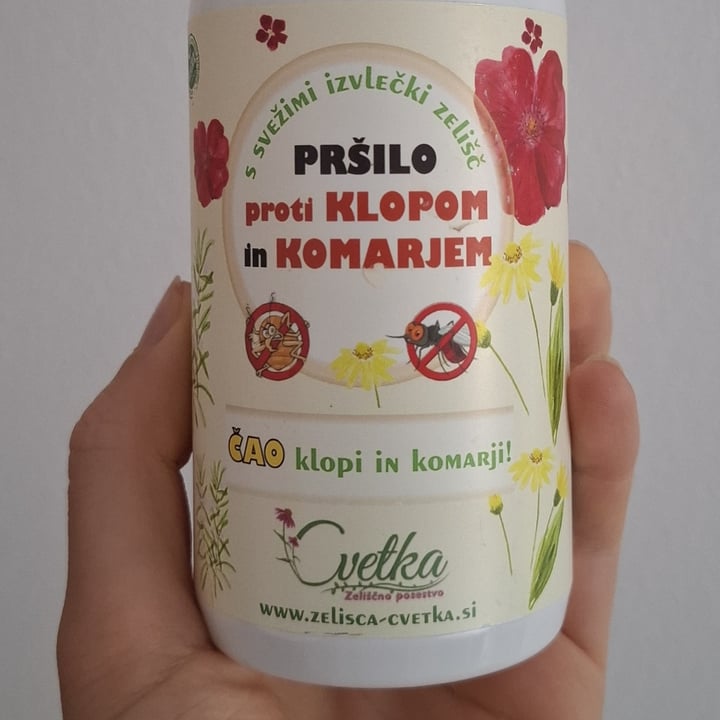 s svežimi izvlečki zelišč
PRŠILO
proti KLOPOM
in KOMARJEM
ČAO klopi in komarji!
Cvetka
Zeliščno posestvo
www.zelisca-cvetka.si